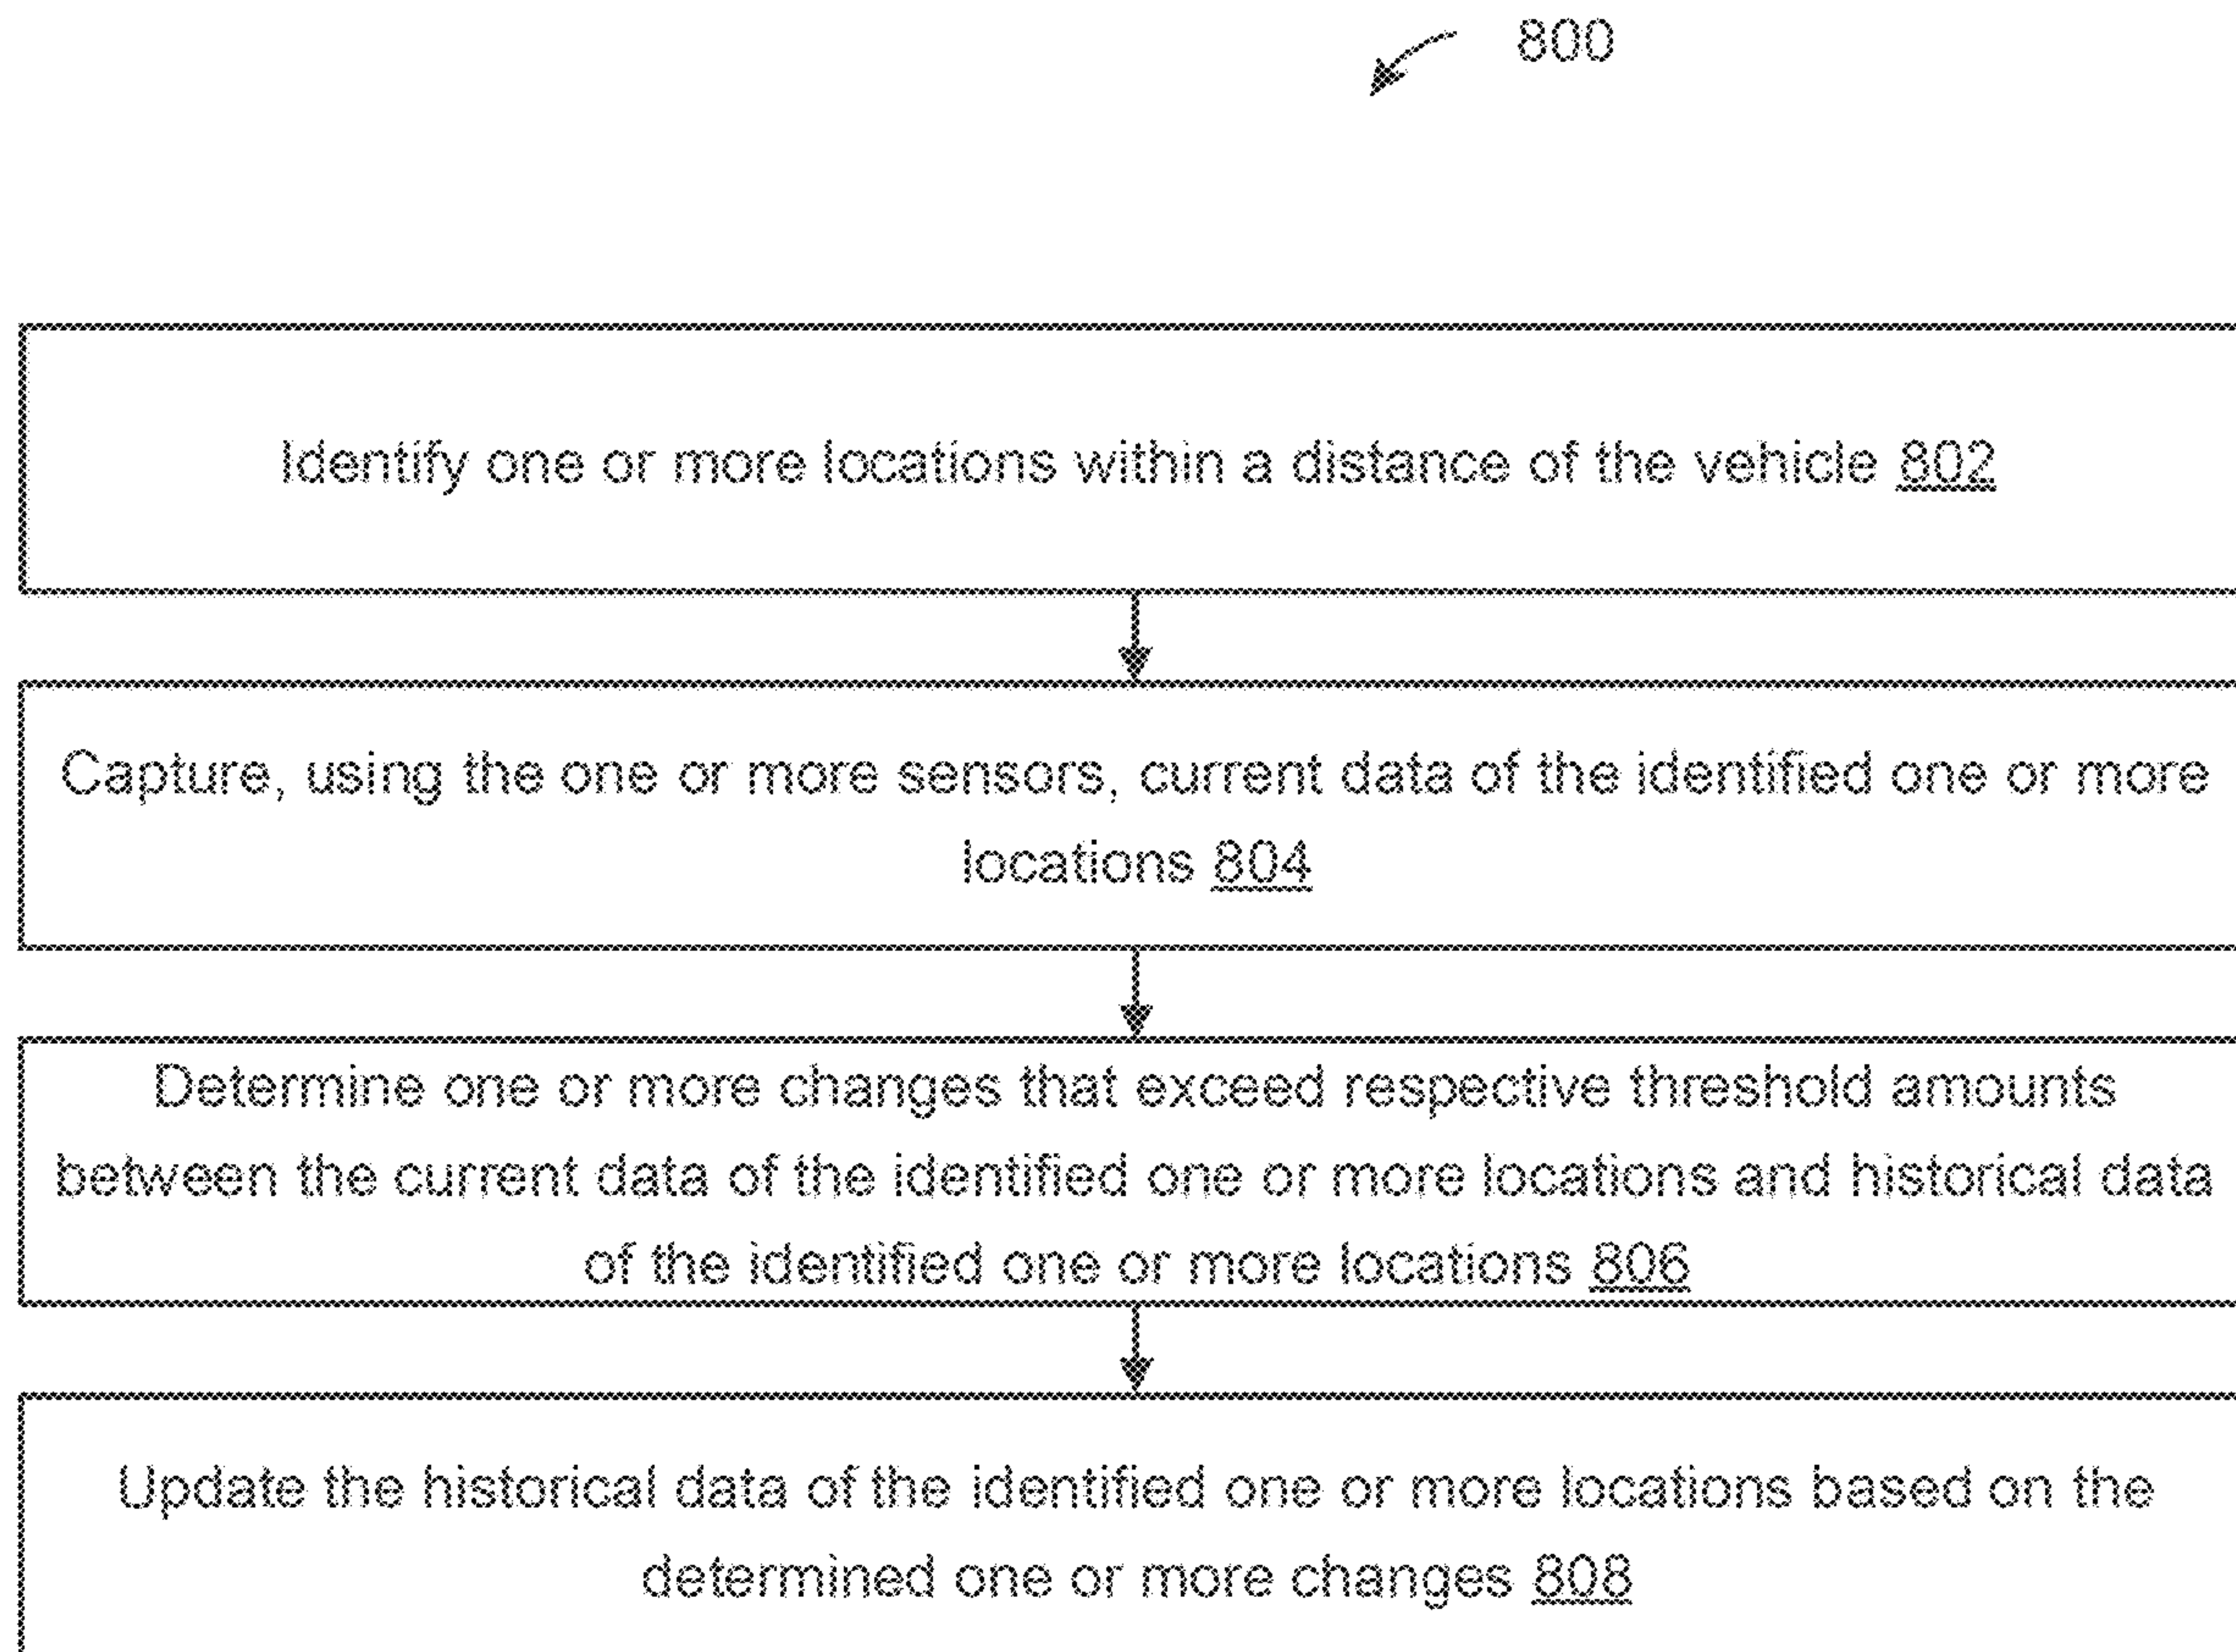 800
Identify one or more locations within a distance of the vehicle 802
Capture, using the one or more sensors, current data of the identified one or more
locations 804
Determine one or more changes that exceed respective threshold amounts
between the current data of the identified one or more locations and historical data
of the identified one or more locations 806
Update the historical data of the identified one or more locations based on the
determined one or more changes 808